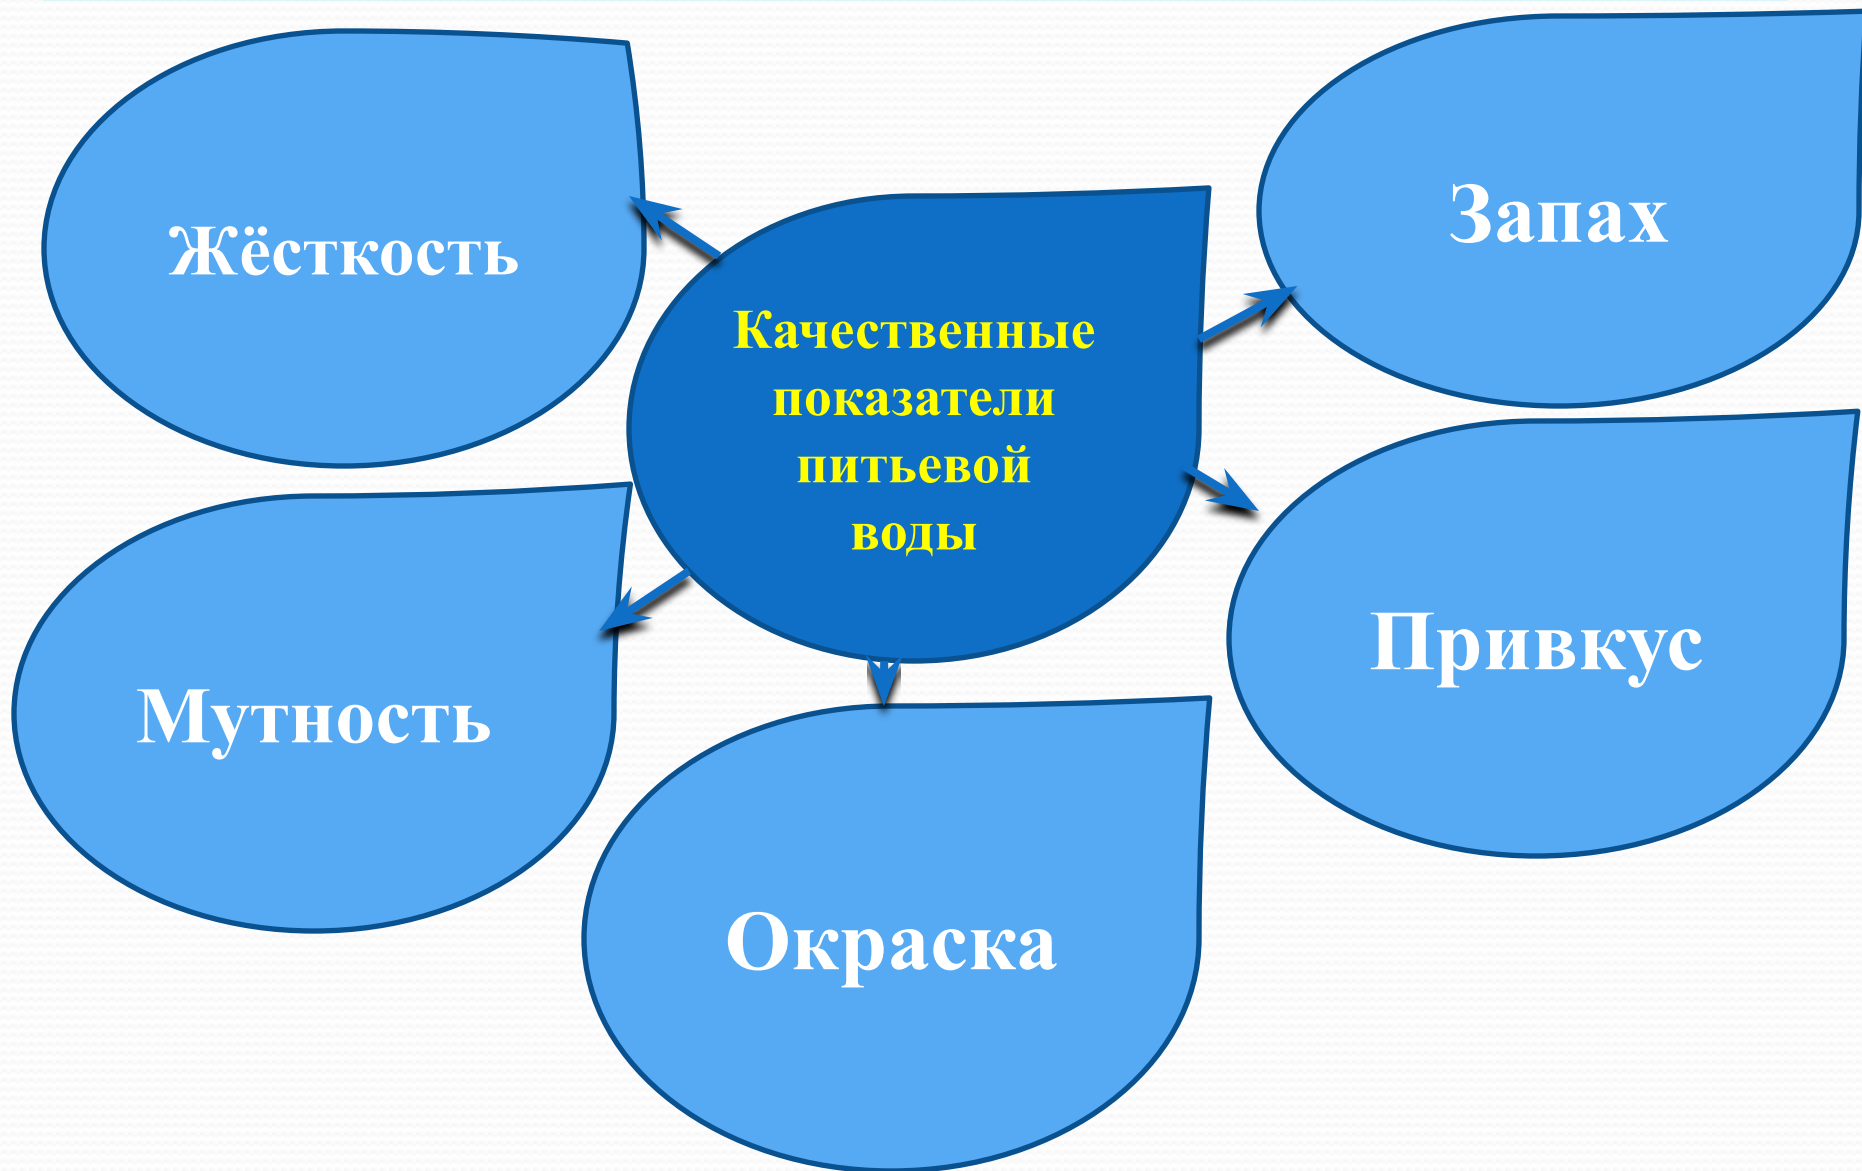 Жёсткость
Запах
Качественные
показатели
питьевой
воды
Привкус
Мутность
Окраска